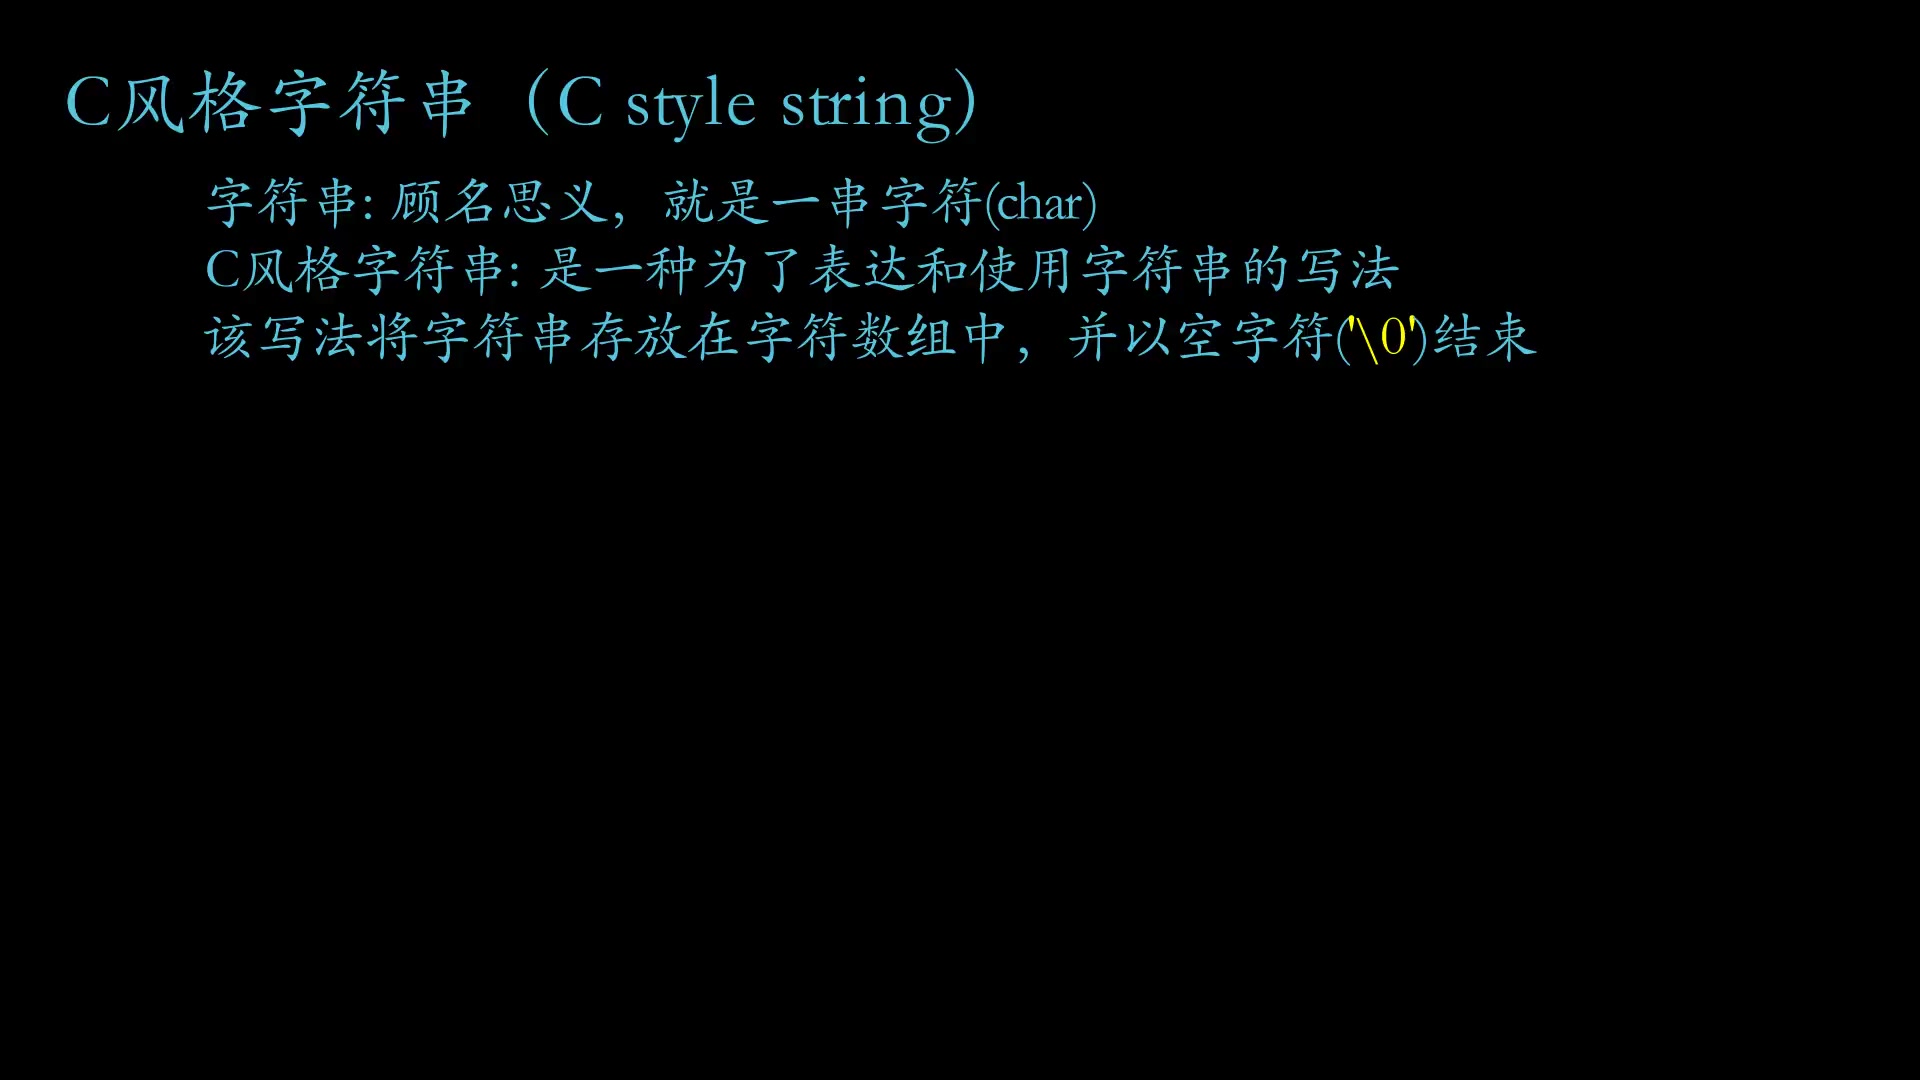 C风格字符串（C style string）
字符串: 顾名思义，就是一串字符(char)
C风格字符串: 是一种为了表达和使用字符串的写法
该写法将字符串存放在字符数组中，并以空字符('\0')结束